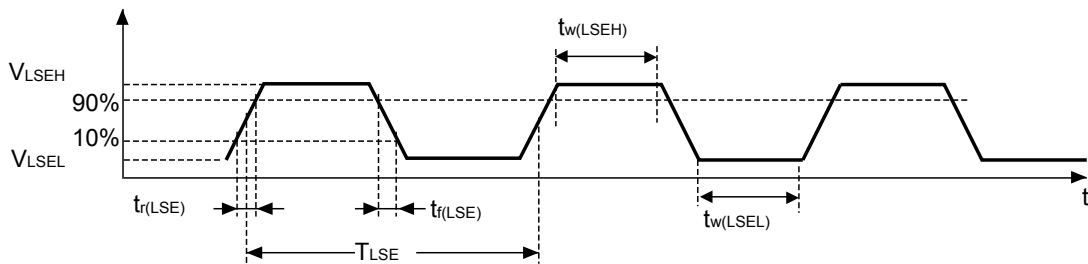 tw(LSEH)
VLSEH
90%
10%
VLSEL
tr(LSE)
tf(LSE)
tw(LSEL)
t
TLSE